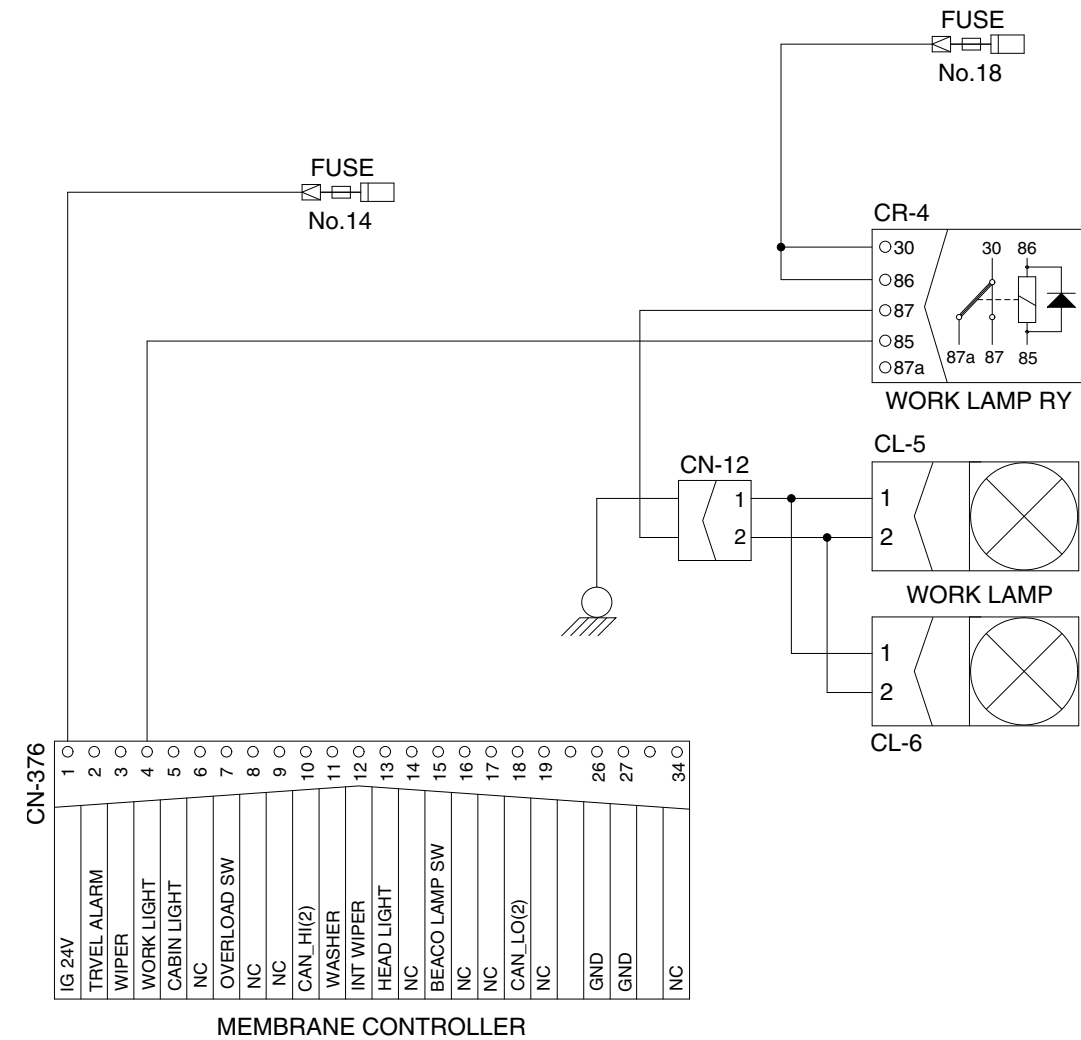 FUSE
No.18
FUSE
No.14
CR-4
30
86
87
85
87a
30 86
87a 87 85
WORK LAMP RY
CL-5
1
2
WORK LAMP
CN-12
1
2
1
2
CL-6
CN-376
1 2 3 4 5 6 7 8 9 10 11 12 13 14 15 16 17 18 19 26 27 34
IG 24V
TRVEL ALARM
WIPER
WORK LIGHT
CABIN LIGHT
NC
OVERLOAD SW
NC
NC
CAN_HI(2)
WASHER
INT WIPER
HEAD LIGHT
NC
BEACO LAMP SW
NC
NC
CAN_LO(2)
NC
GND
GND
NC
MEMBRANE CONTROLLER